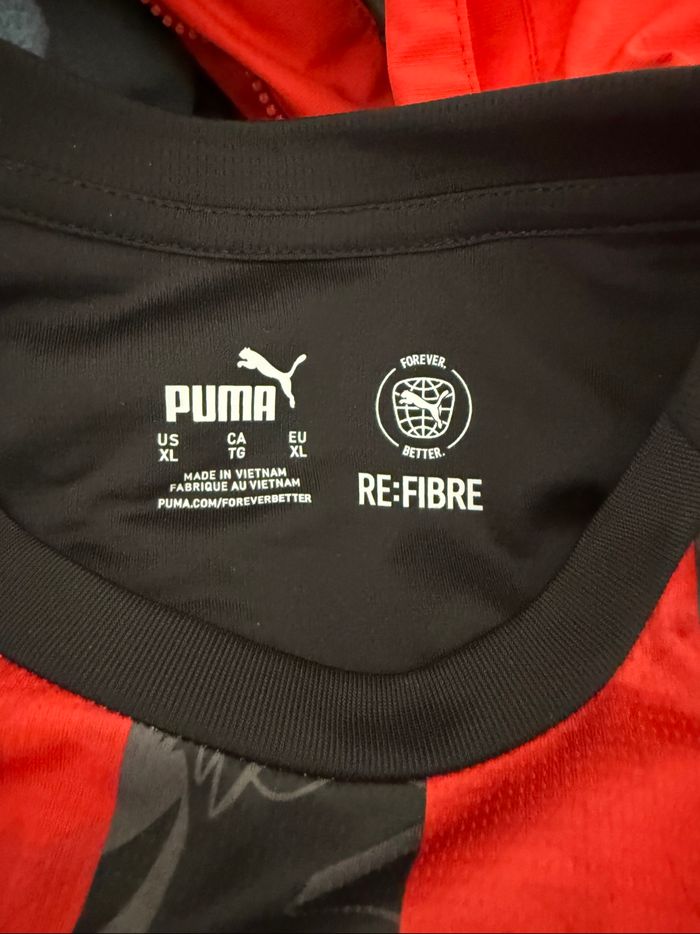 PUMA
US CA EU
XL TG XL
MADE IN VIETNAM
FABRIQUE AU VIETNAM
PUMA.COM/FOREVERBETTER
FOREVER.
BETTER.
RE:FIBRE